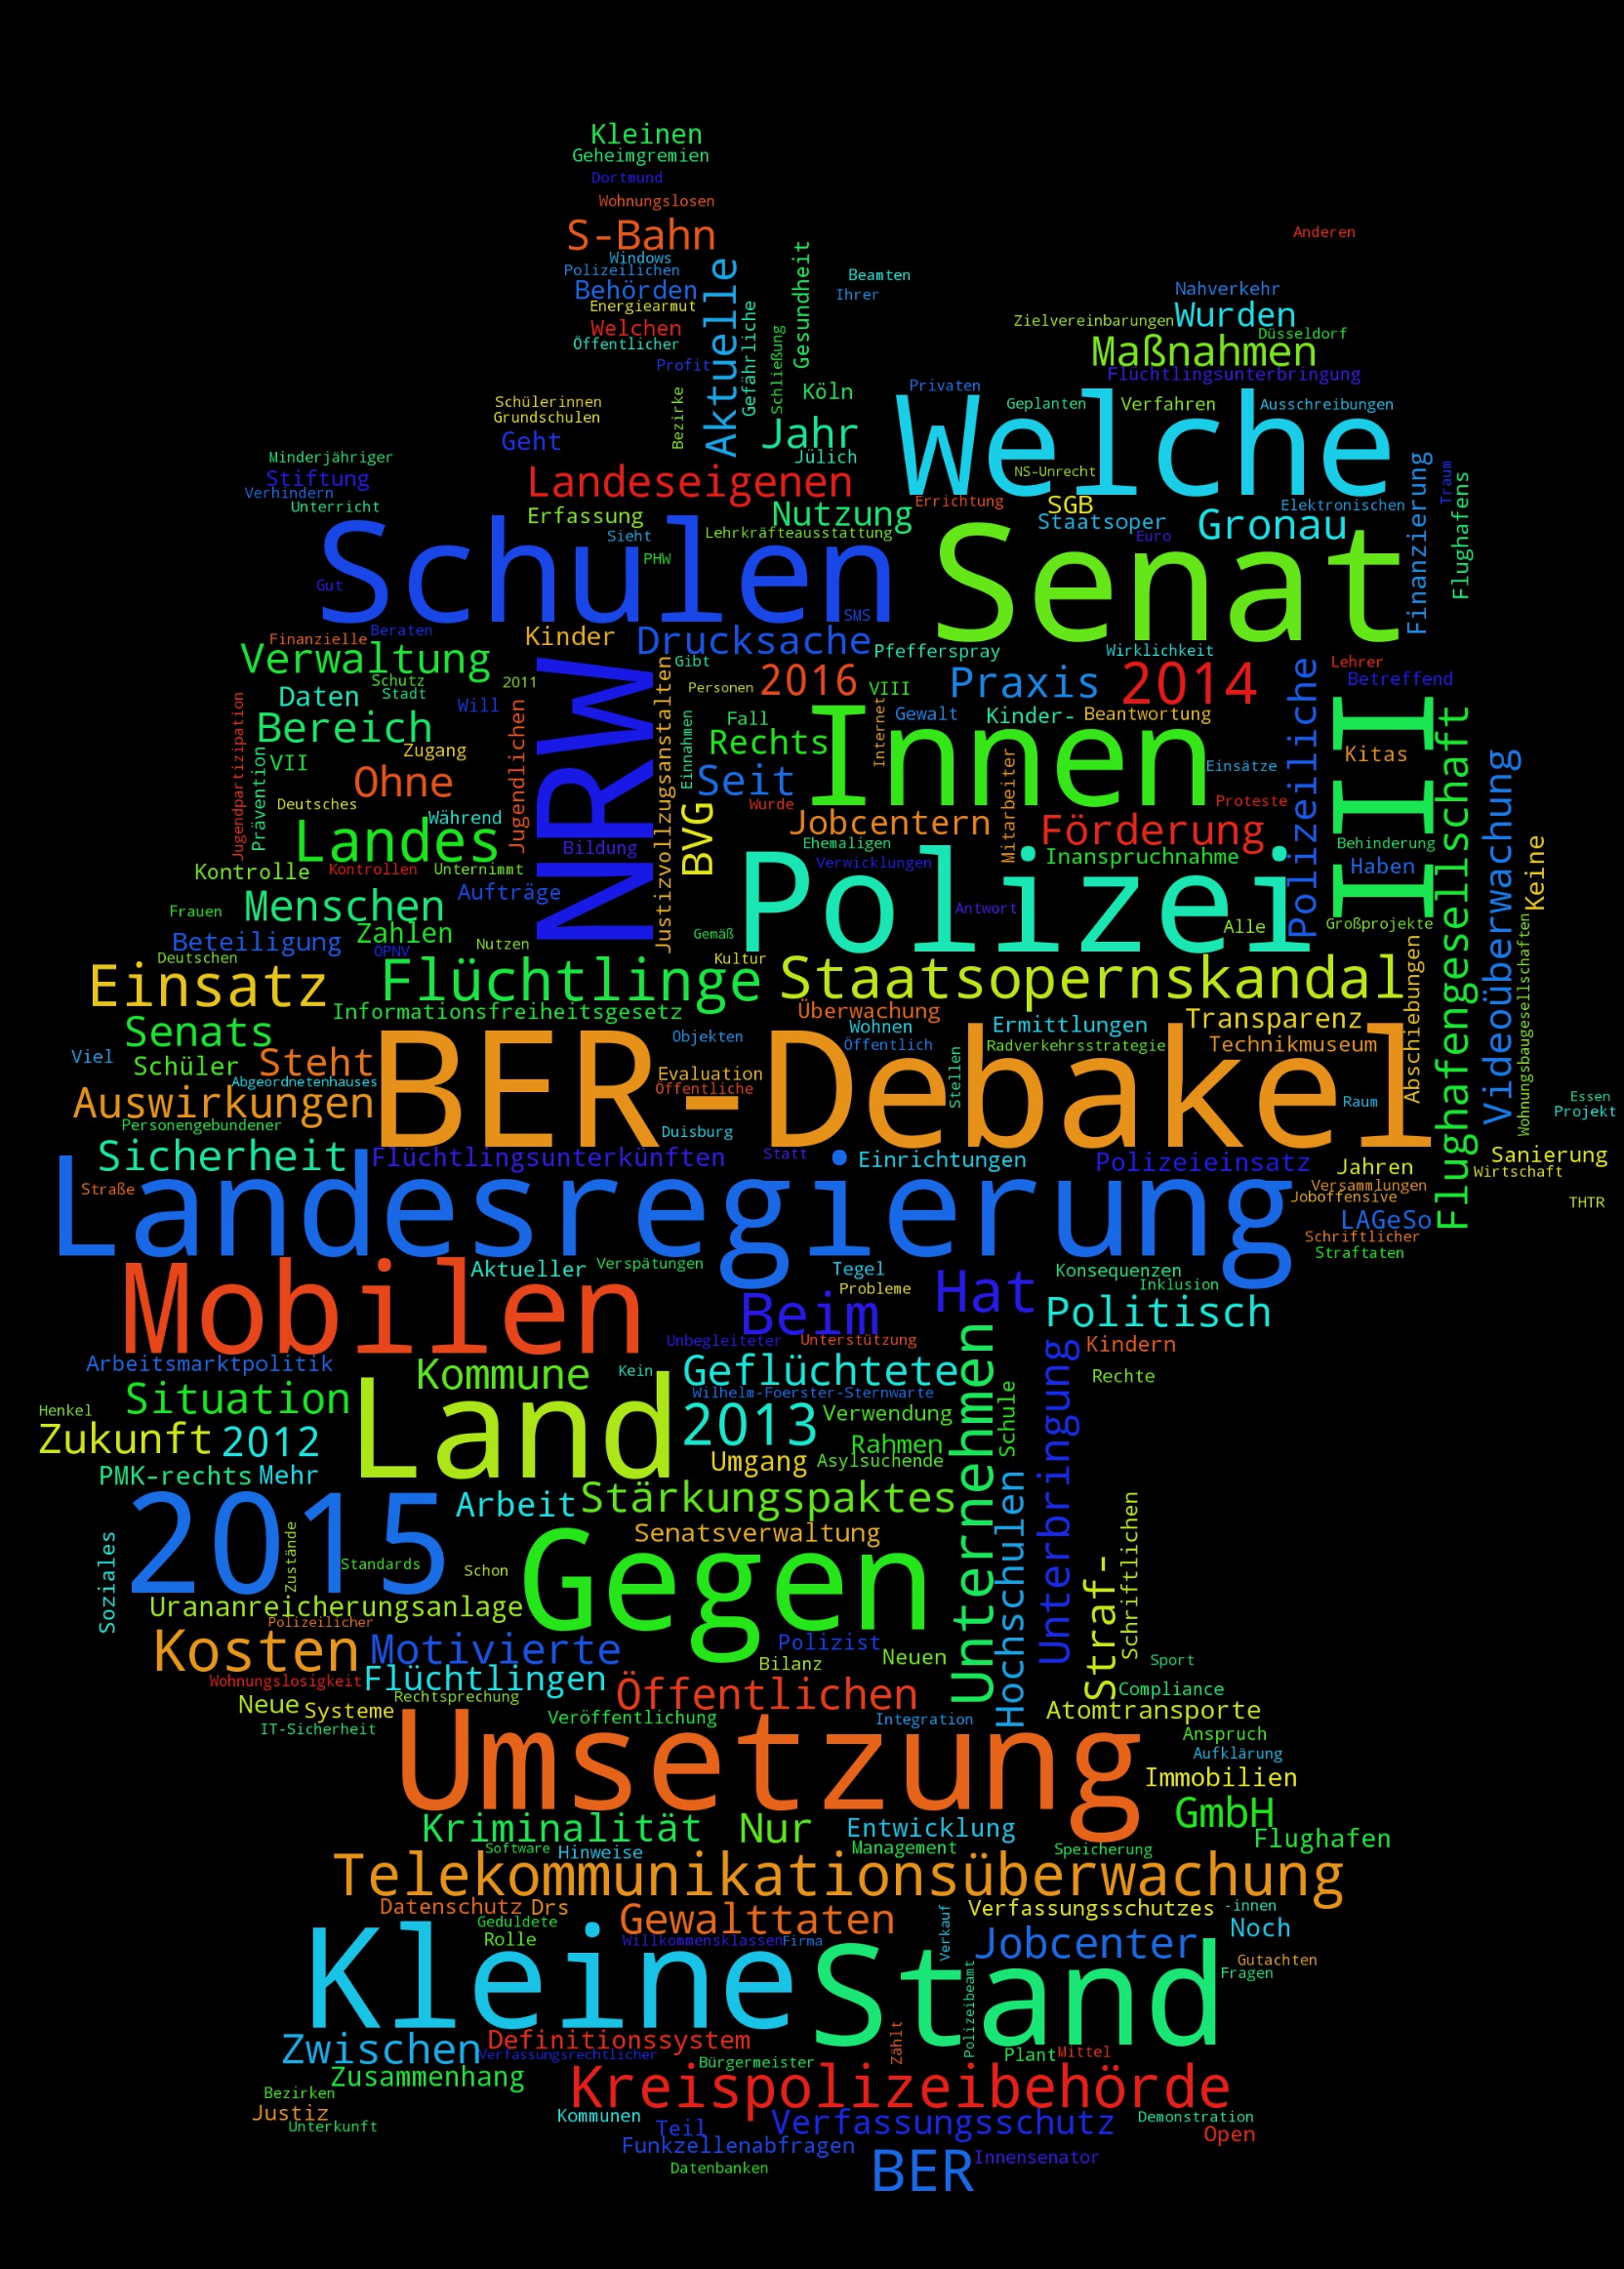 Kleinen
Geheimgremien
Dortmund
Wohnungslosen
S-Bahn
Anderen
Windows
Polizeilichen
Beamten
Behörden
Ihrer
Nahverkehr
Energiearmut
Aktuelle
Gefährliche
Gesundheit
Schließung
Welchen
Zielvereinbarungen
Wurden
Öffentlicher
Düsseldorf
Profit
Maßnahmen
Flüchtlingsunterbringung
Bezirke
Köln
Privaten
Schülerinnen
Geplanten
Verfahren
Ausschreibungen
Grundschulen
Geht
Jahr
Welche
Minderjähriger
Jülich
Stiftung
Landeseigenen
NS-Unrecht
Finanzierung
Traum
Flughafens
Verhindern
Unterricht
Errichtung
SGB
Elektronischen
Erfassung
Nutzung
Staatsoper
Gronau
Sieht
Lehrkräfteausstattung
Euro
Schulen
Senat
PHW
Gut
SMS
Finanzielle
Beraten
Kinder
Drucksache
Pfefferspray
Wirklichkeit
Verwaltung
Gibt
Lehrer
Schutz
2011
Personen
2016
VIII
Praxis
2014
Betreffend
Daten
Stadt
Will
Jugendpartizipation
Bereich
Jugendlichen
NRW
Justizvollzugsanstalten
Einnahmen
Fall
Internet
Gewalt
Kinder-
Beantwortung
Polizeiliche
III
Rechts
Innen
Zugang
Kitas
Prävention
VII
Ohne
Seit
Einsätze
Flughafengesellschaft
Videoüberwachung
Deutsches
Wurde
Mitarbeiter
Proteste
Während
BVG
Jobcentern
Förderung
Landes
Bildung
Ehemaligen
Inanspruchnahme
Behinderung
Kontrolle
Kontrollen
Unternimmt
Verwicklungen
Haben
Keine
Aufträge
Polizei
Frauen
Menschen
Antwort
Alle
Großprojekte
Beteiligung
Zahlen
Gemäß
Wohnungsbaugesellschaften
ÖPNV
Nutzen
Deutschen
Kultur
Abschiebungen
Einsatz
Flüchtlinge
Staatsopernskandal
Informationsfreiheitsgesetz
Überwachung
Transparenz
Senats
Objekten
Wohnen
Ermittlungen
Viel
Schüler
Steht
Öffentlich
Radverkehrsstrategie
Technikmuseum
Abgeordnetenhauses
Evaluation
Öffentliche
Stellen
BER-Debakel
Auswirkungen
Raum
Essen
Projekt
Personengebundener
Duisburg
Sicherheit
Flüchtlingsunterkünften
Statt
Einrichtungen
Polizeieinsatz
Jahren
Sanierung
Wirtschaft
Straße
Landesregierung
Versammlungen
Joboffensive
THTR
LAGeSo
Schriftlicher
Straftaten
Mobilen
Aktueller
Verspätungen
Tegel
Konsequenzen
Probleme
Hat
Inklusion
Beim
Politisch
Unbegleiteter
Unterstützung
Kindern
Arbeitsmarktpolitik
Kommune
Kein
Geflüchtete
Rechte
Situation
Wilhelm-Foerster-Sternwarte
Unternehmen
Schule
Unterbringung
Henkel
Land
2013
Verwendung
Zukunft
2012
Rahmen
Umgang
Asylsuchende
PMK-rechts
Mehr
Hochschulen
Stärkungspaktes
2015
Arbeit
Sozial​es
Zustände
Senatsverwaltung
Schriftlichen
Straf-
Standards
Schon
Gegen
Urananreicherungsanlage
Polizeilicher
Kosten
Motivierte
Polizist
Neuen
Bilanz
Sport
Wohnungslosigkeit
Flüchtlingen
Öffentlichen
Compliance
Neue
Systeme
Rechtsprechung
Atomtransporte
IT-Sicherheit
Veröffentlichung
Integration
Anspruch
Umsetzung
Aufklärung
Immobilien
GmbH
Kriminalität
Nur
Entwicklung
Flughafen
Software
Hinweise
Management
Speicherung
Telekommunikationsüberwachung
Datenschutz
Drs
Gewalttaten
Verfassungsschutzes
-innen
Geduldete
Verkauf
Noch
Rolle
Willkommensklassen
Firma
Jobcenter
Gutachten
Fragen
Kleine
Stand
Polizeibeamt
Zählt
Zwischen
Definitionssystem
Verfassungsrechtlicher
Plant
Mittel
Bürgermeister
Zusammenhang
Kreispolizeibehörde
Bezirken
Justiz
Kommunen
Verfassungsschutz
Demonstration
Unterkunft
Teil
Open
Funkzellenabfragen
BER
Innensenator
Datenbanken